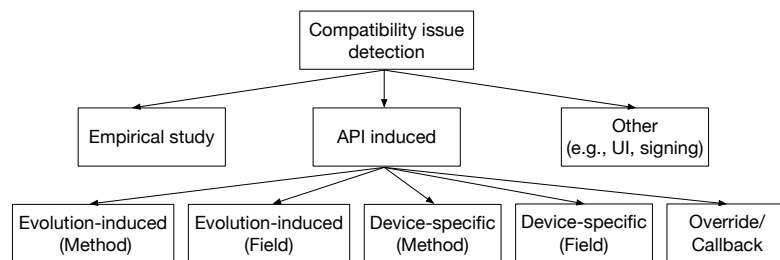 Compatibility issue
detection
Empirical study
API induced
Other
(e.g., UI, signing)
Evolution-induced
(Method)
Evolution-induced
(Field)
Device-specific
(Method)
Device-specific
(Field)
Override/
Callback